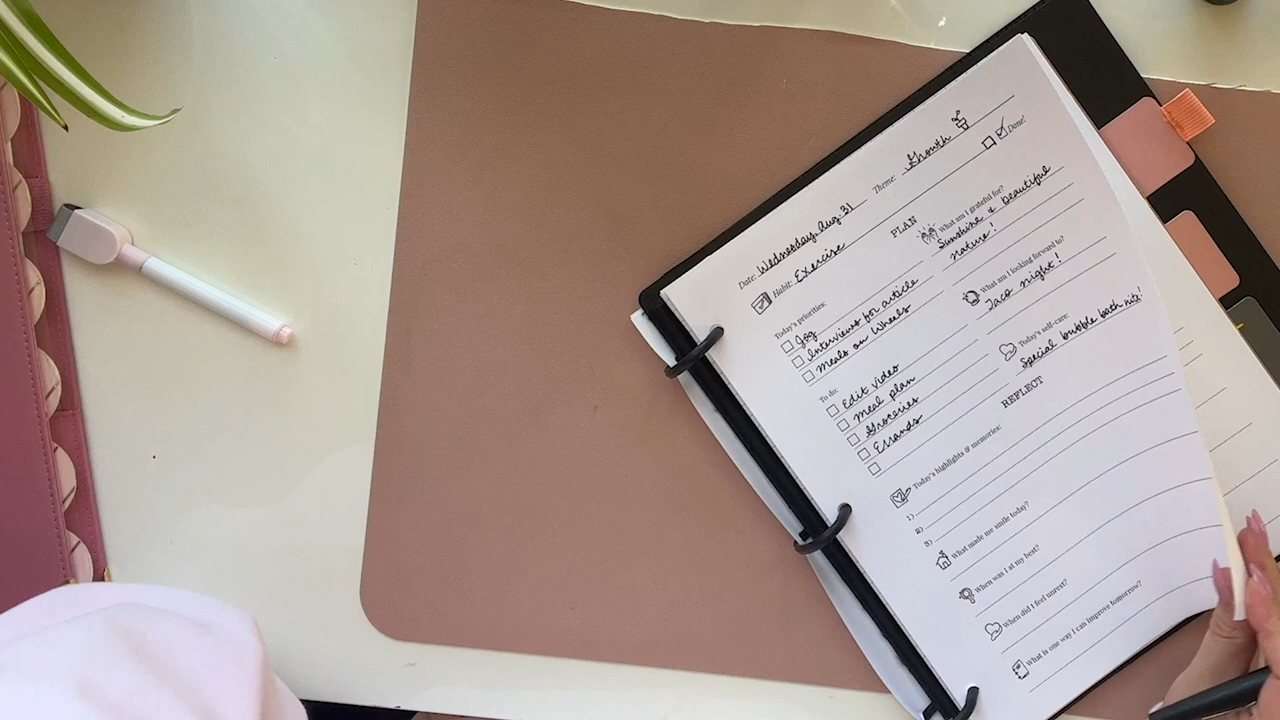 Date: Wednesday, Aug 31 Theme: Growth
Habit: Exercise Done!
PLAN
Today's priorities:
Jog
Interviews for article
Meals on Wheels
To do:
Edit video
Meal plan
Groceries
Errands
What am I grateful for?
Sunshine & beautiful
nature!
What am I looking forward to?
Taco night!
Today's self-care:
Special bubble bath nite!
REFLECT
Today's highlights & memories:
1)
2)
3)
What made me smile today?
When was I at my best?
When did I feel unrest?
What is one way I can improve tomorrow?